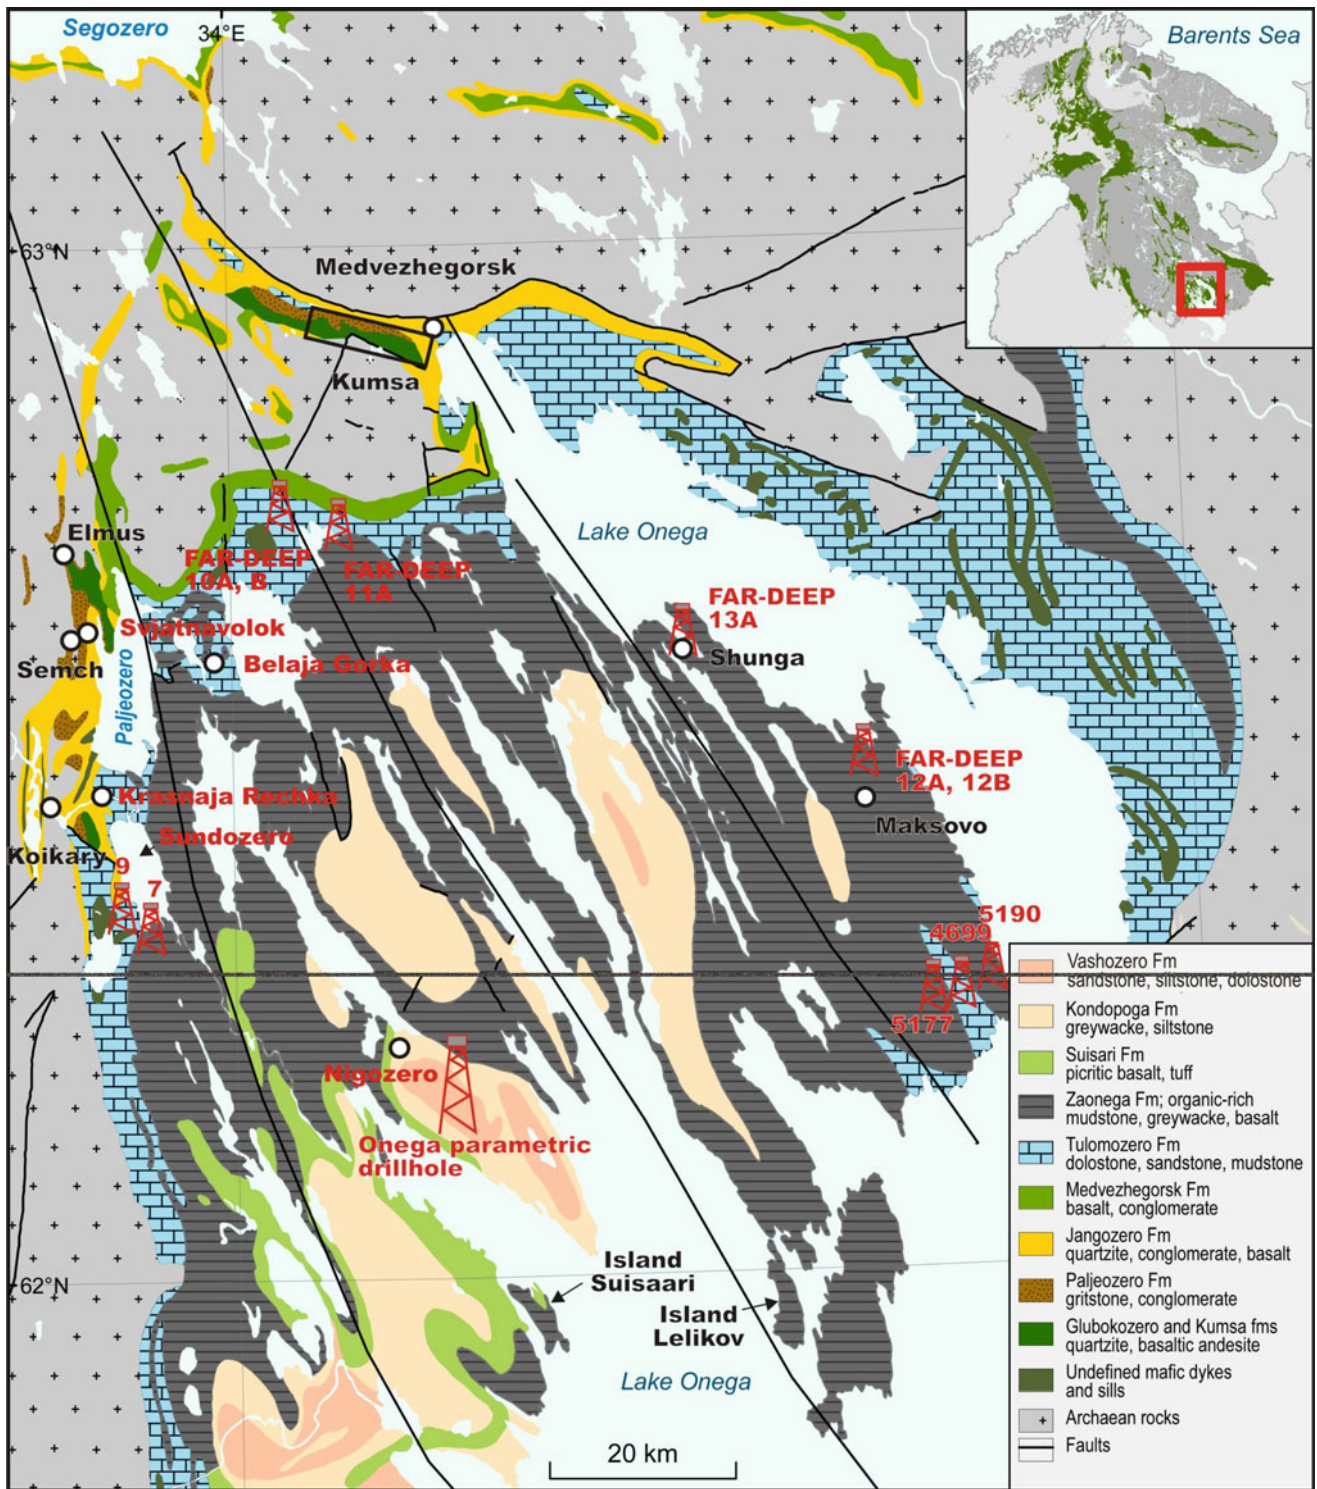 Segozero
34°E
Barents Sea
63°N
Medvezhegorsk
Kumsa
Lake Onega
Elmus
FAR-DEEP
10A, B
FAR-DEEP
11A
FAR-DEEP
13A
Svjatnavolok
Shunga
Semch
Belaja Gorka
Paljeozero
FAR-DEEP
12A, 12B
Krasnaja Rechka
Maksovo
Sundozero
Koikary
9
7
5190
4699
5177
Nigozero
Onega parametric
drillhole
Island
Suisaari
62°N
Island
Lelikov
Lake Onega
20 km
Vashozero Fm
sandstone, siltstone, dolostone
Kondopoga Fm
greywacke, siltstone
Suisari Fm
picritic basalt, tuff
Zaonega Fm; organic-rich
mudstone, greywacke, basalt
Tulomozero Fm
dolostone, sandstone, mudstone
Medvezhegorsk Fm
basalt, conglomerate
Jangozero Fm
quartzite, conglomerate, basalt
Paljeozero Fm
gritstone, conglomerate
Glubokozero and Kumsa fms
quartzite, basaltic andesite
Undefined mafic dykes
and sills
Archaean rocks
Faults